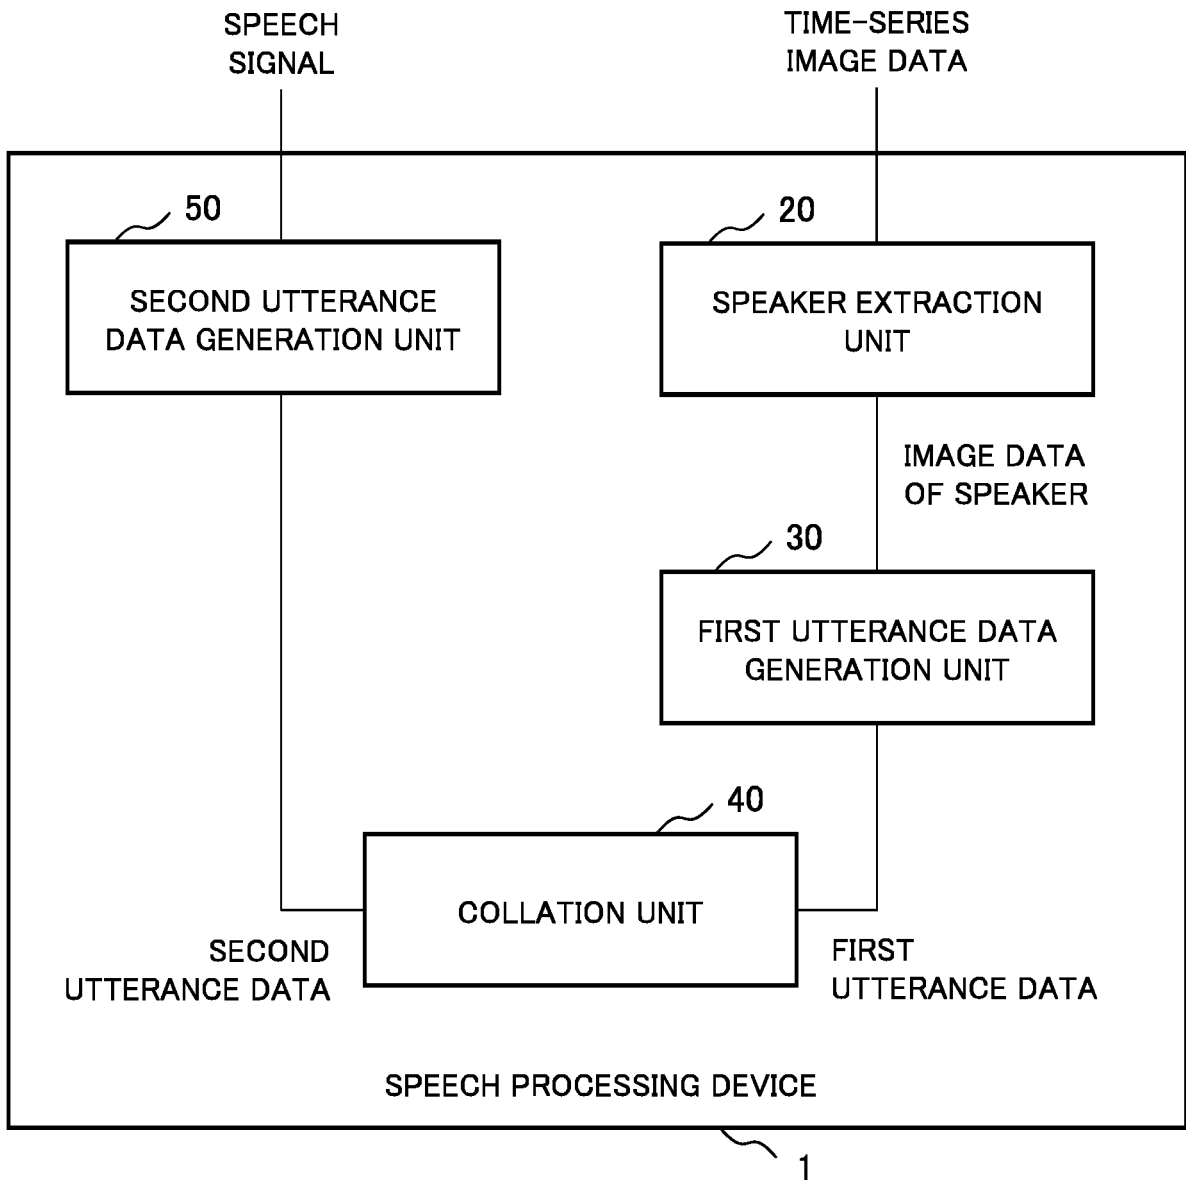 SPEECH
SIGNAL
TIME-SERIES
IMAGE DATA
50
SECOND UTTERANCE
DATA GENERATION UNIT
20
SPEAKER EXTRACTION
UNIT
IMAGE DATA
OF SPEAKER
30
FIRST UTTERANCE DATA
GENERATION UNIT
40
COLLATION UNIT
SECOND
UTTERANCE DATA
FIRST
UTTERANCE DATA
SPEECH PROCESSING DEVICE
1